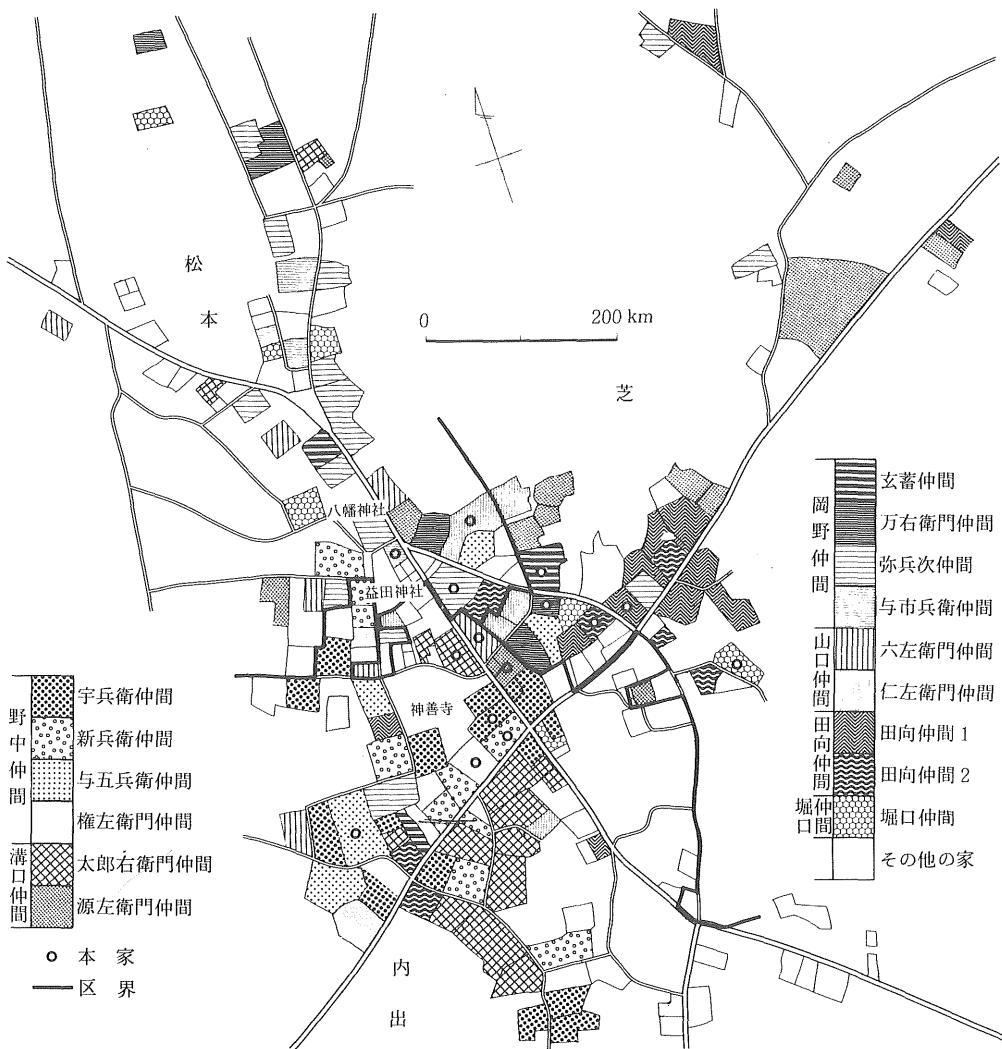 松本
0 200 km
芝
八幡神社
益田神社
神善寺
内出
野中仲間
宇兵衛仲間
新兵衛仲間
与五兵衛仲間
権左衛門仲間
溝口仲間
太郎右衛門仲間
源左衛門仲間
本家
区界
岡野仲間
玄蓄仲間
万右衛門仲間
弥兵次仲間
与市兵衛仲間
山口仲間
六左衛門仲間
仁左衛門仲間
田向仲間
田向仲間1
田向仲間2
堀口仲間
堀口仲間
その他の家